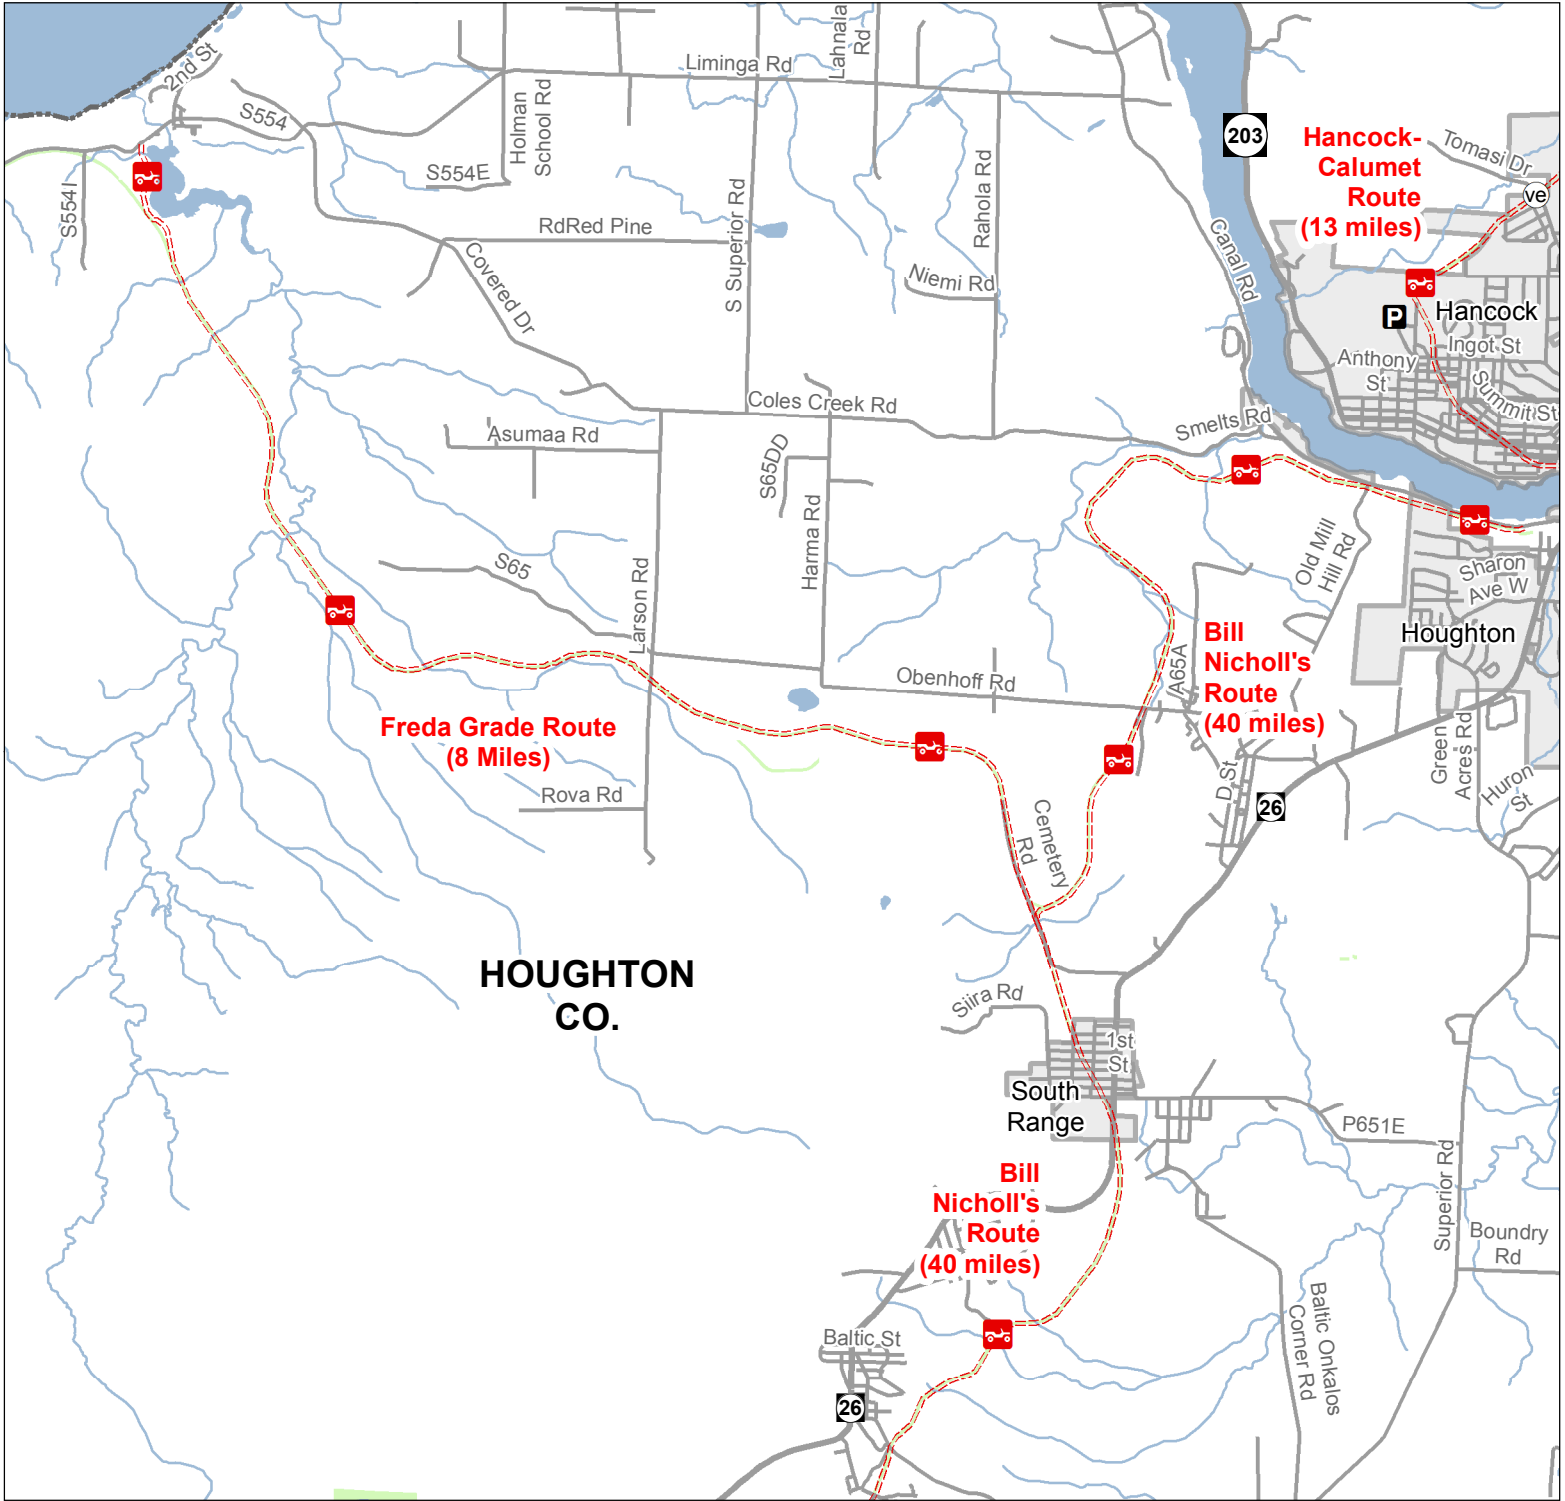 2nd St
Liminga Rd
Lahnala
Rd
S554
Holman
School Rd
S554E
S554I
203
Hancock-
Calumet
Route
(13 miles)
Tomasi Dr
ve
RdRed Pine
S Superior Rd
Rahola Rd
Niemi Rd
Canal Rd
Covered Dr
P
Hancock
Ingot St
Anthony
St
Summit St
Coles Creek Rd
Smelts Rd
Asumaa Rd
S65DD
Harma Rd
S65
Larson Rd
Old Mill
Hill Rd
Sharon
Ave W
Houghton
Bill
Nicholl's
Route
(40 miles)
A65A
Obenhoff Rd
Freda Grade Route
(8 Miles)
Rova Rd
Cemetery
Rd
D St
26
Green
Acres Rd
Huron
St
HOUGHTON
CO.
Siira Rd
1st
St
South
Range
P651E
Superior Rd
Boundry
Rd
Bill
Nicholl's
Route
(40 miles)
Baltic Onkalos
Corner Rd
Baltic St
26